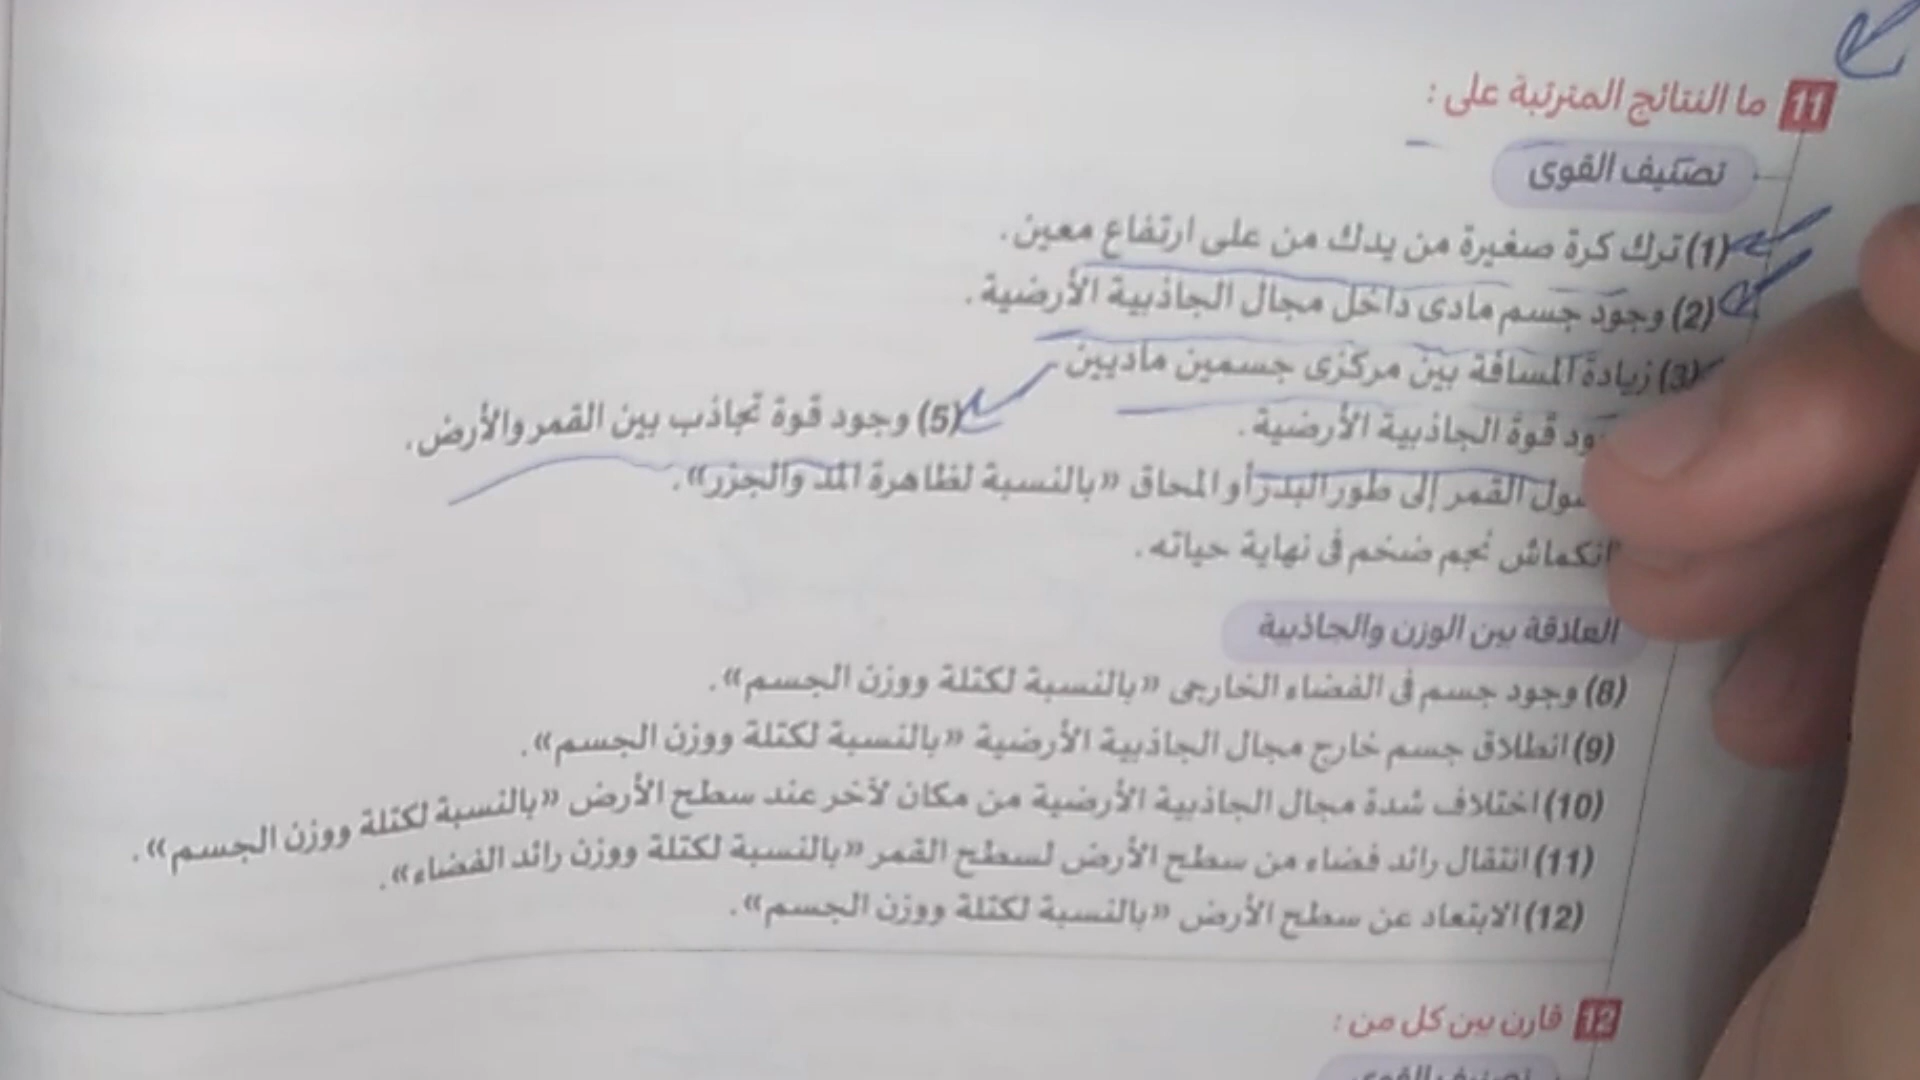 11 ما النتائج المترتبة على :
تصنيف القوى
(1) ترك كرة صغيرة من يدك من على ارتفاع معين.
(2) وجود جسم مادى داخل مجال الجاذبية الأرضية.
(3) زيادة المسافة بين مركزى جسمين ماديين
قوة الجاذبية الأرضية.
(5) وجود قوة تجاذب بين القمر والأرض.
القمر إلى طور البدر أو المحاق «بالنسبة لظاهرة المد والجزر».
انكماش نجم ضخم فى نهاية حياته.
العلاقة بين الوزن والجاذبية
(8) وجود جسم فى الفضاء الخارجى «بالنسبة لكتلة ووزن الجسم».
(9) انطلاق جسم خارج مجال الجاذبية الأرضية «بالنسبة لكتلة ووزن الجسم».
(10) اختلاف شدة مجال الجاذبية الأرضية من مكان لآخر عند سطح الأرض «بالنسبة لكتلة ووزن الجسم».
(11) انتقال رائد فضاء من سطح الأرض لسطح القمر «بالنسبة لكتلة ووزن رائد الفضاء».
(12) الابتعاد عن سطح الأرض «بالنسبة لكتلة ووزن الجسم».
12 قارن بين كل من :
تصنيف القوى